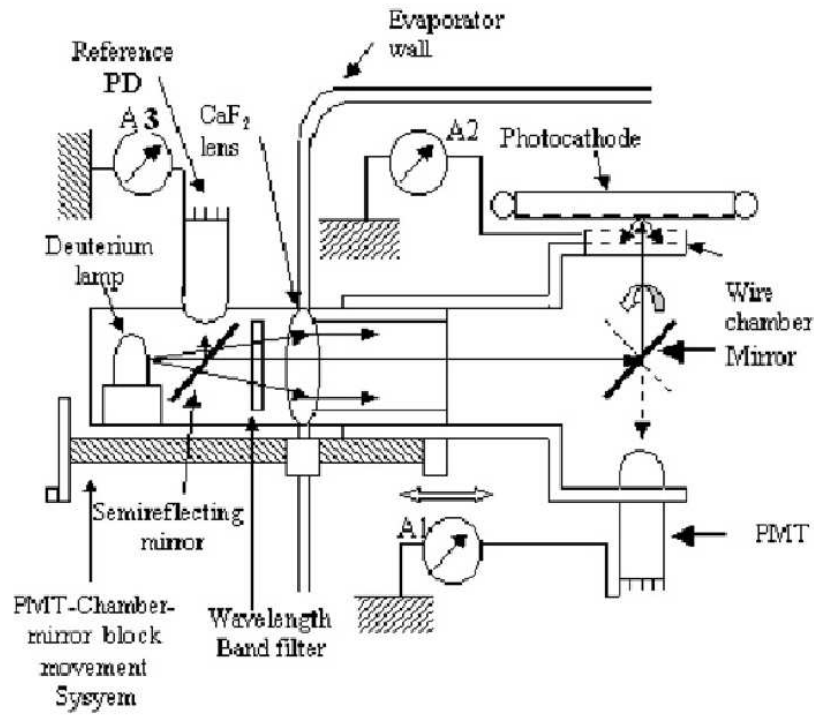 Evaporator
wall
Reference
PD
A3
CaF2
lens
A2
Photocathode
Deuterium
lamp
Wire
chamber
Mirror
Semireflecting
mirror
A1
PMT
PMT-Chamber-
mirror block
movement
Sysyem
Wavelength
Band filter